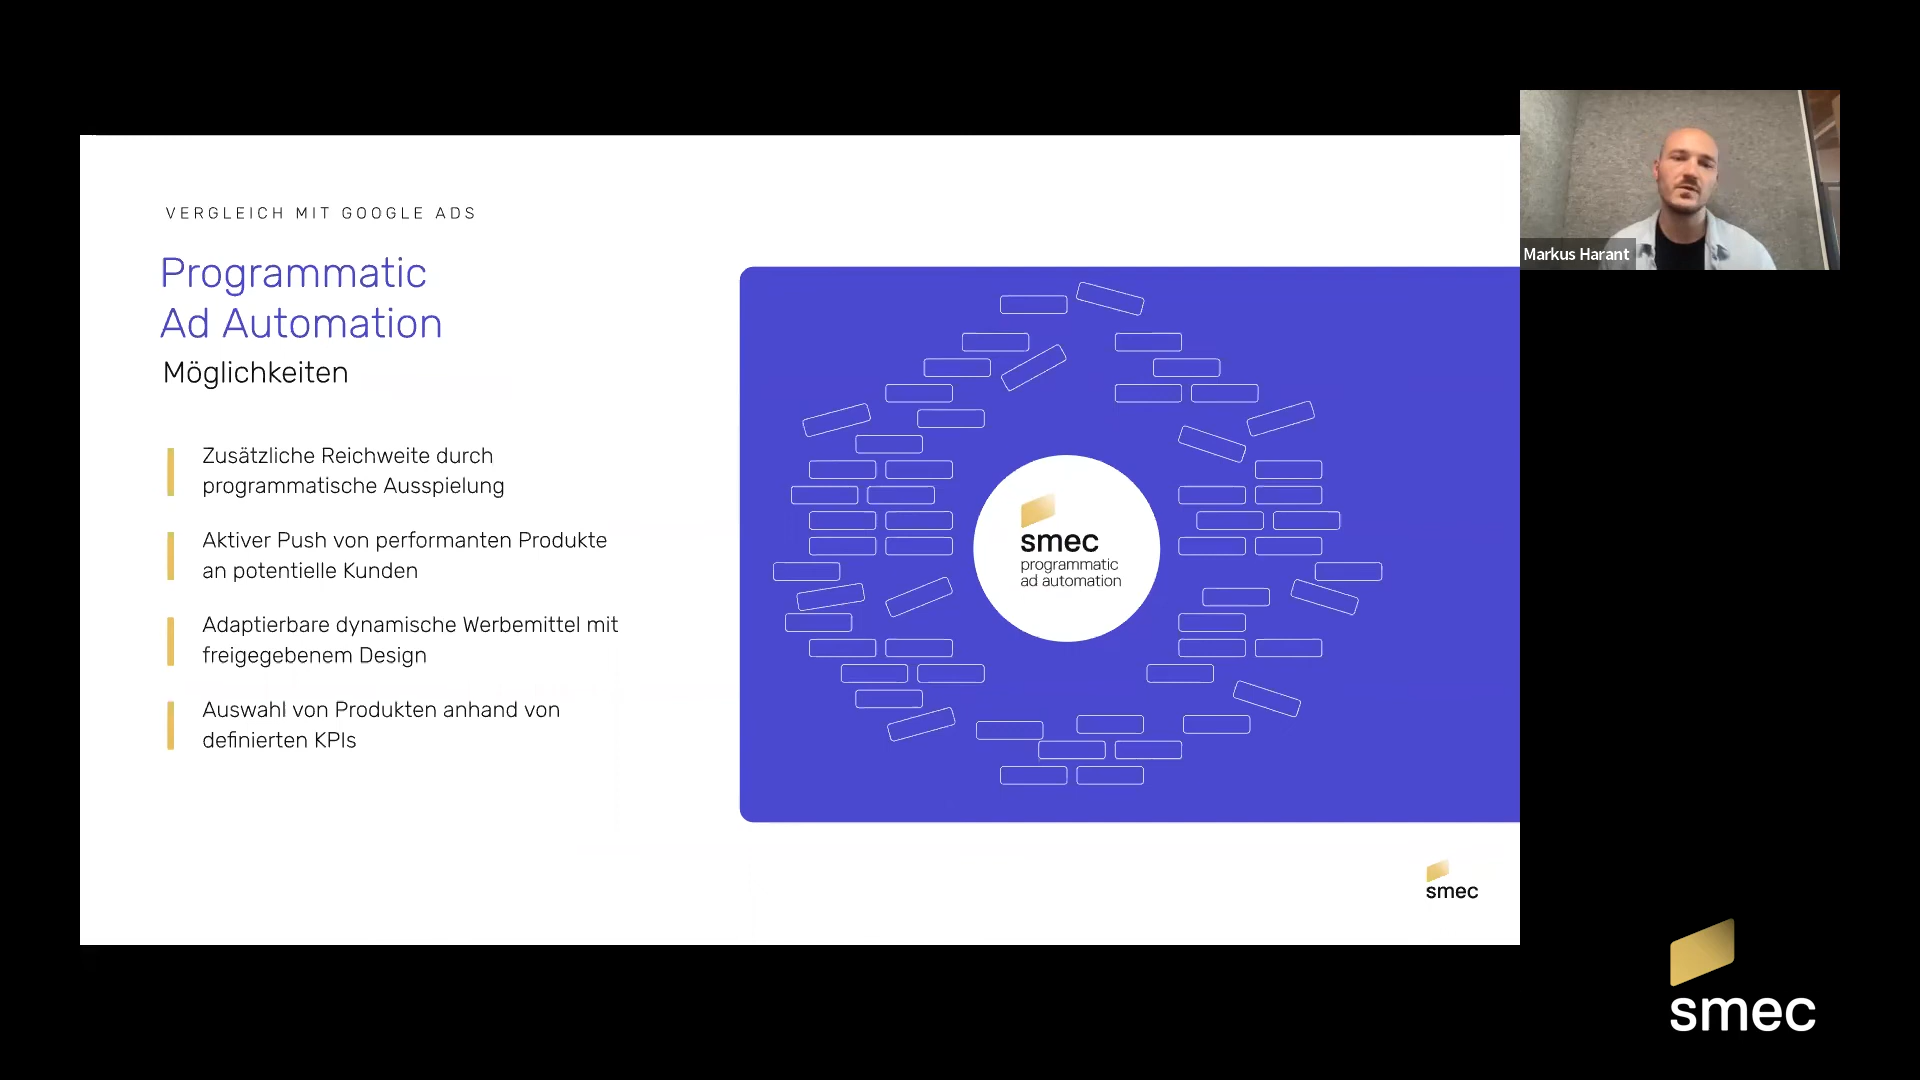 VERGLEICH MIT GOOGLE ADS
Programmatic
Ad Automation
Möglichkeiten
Zusätzliche Reichweite durch
programmatische Ausspielung
Aktiver Push von performanten Produkte
an potentielle Kunden
Adaptierbare dynamische Werbemittel mit
freigegebenem Design
Auswahl von Produkten anhand von
definierten KPIs
smec
programmatic
ad automation
smec
Markus Harant
smec